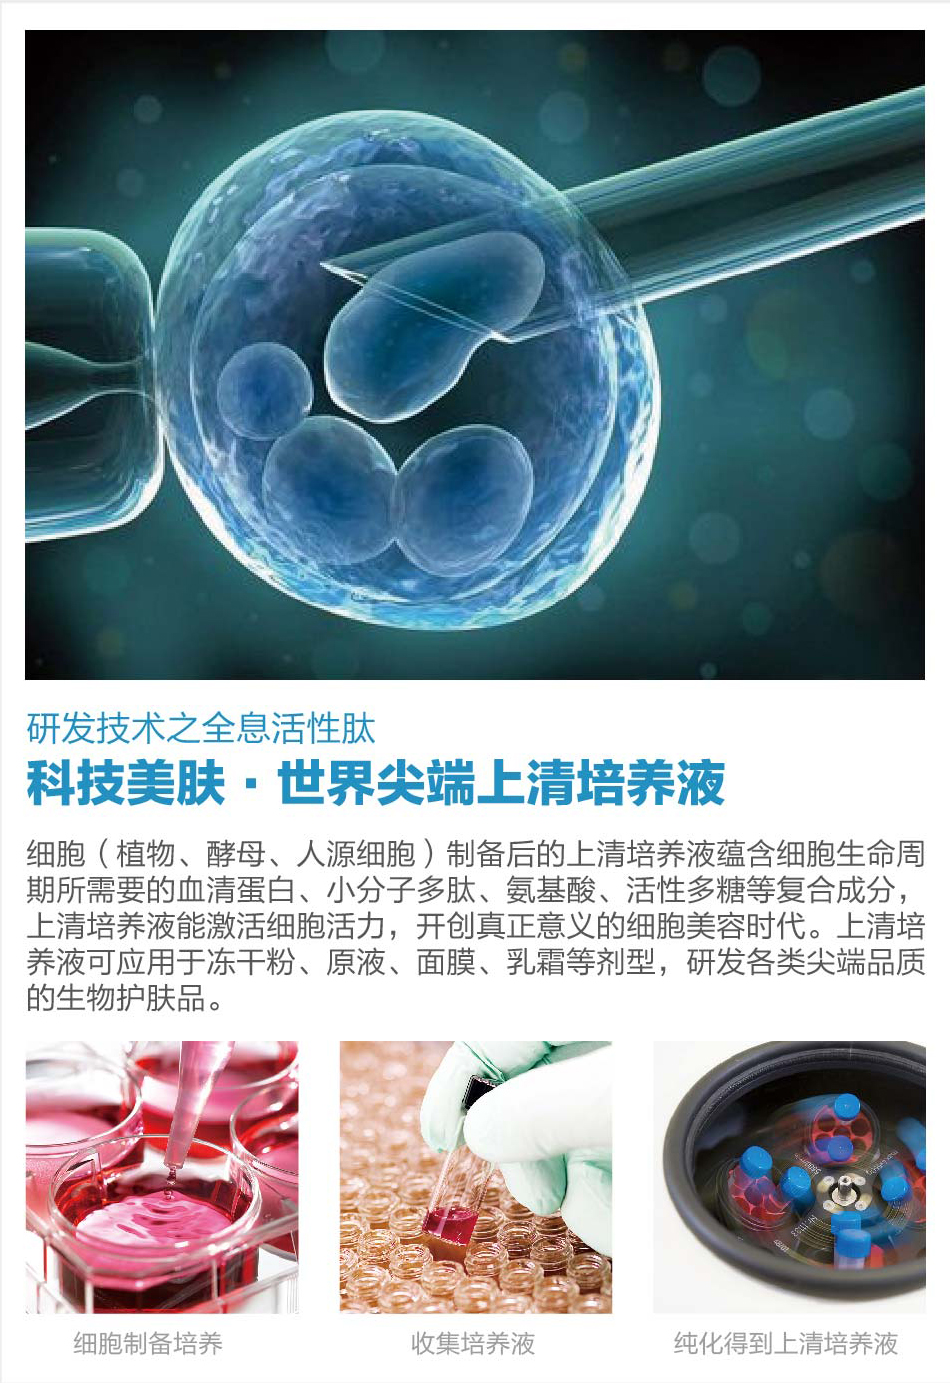 研发技术之全息活性肽
科技美肤·世界尖端上清培养液
细胞（植物、酵母、人源细胞）制备后的上清培养液蕴含细胞生命周
期所需要的血清蛋白、小分子多肽、氨基酸、活性多糖等复合成分，
上清培养液能激活细胞活力，开创真正意义的细胞美容时代。上清培
养液可应用于冻干粉、原液、面膜、乳霜等剂型，研发各类尖端品质
的生物护肤品。
细胞制备培养
收集培养液
纯化得到上清培养液